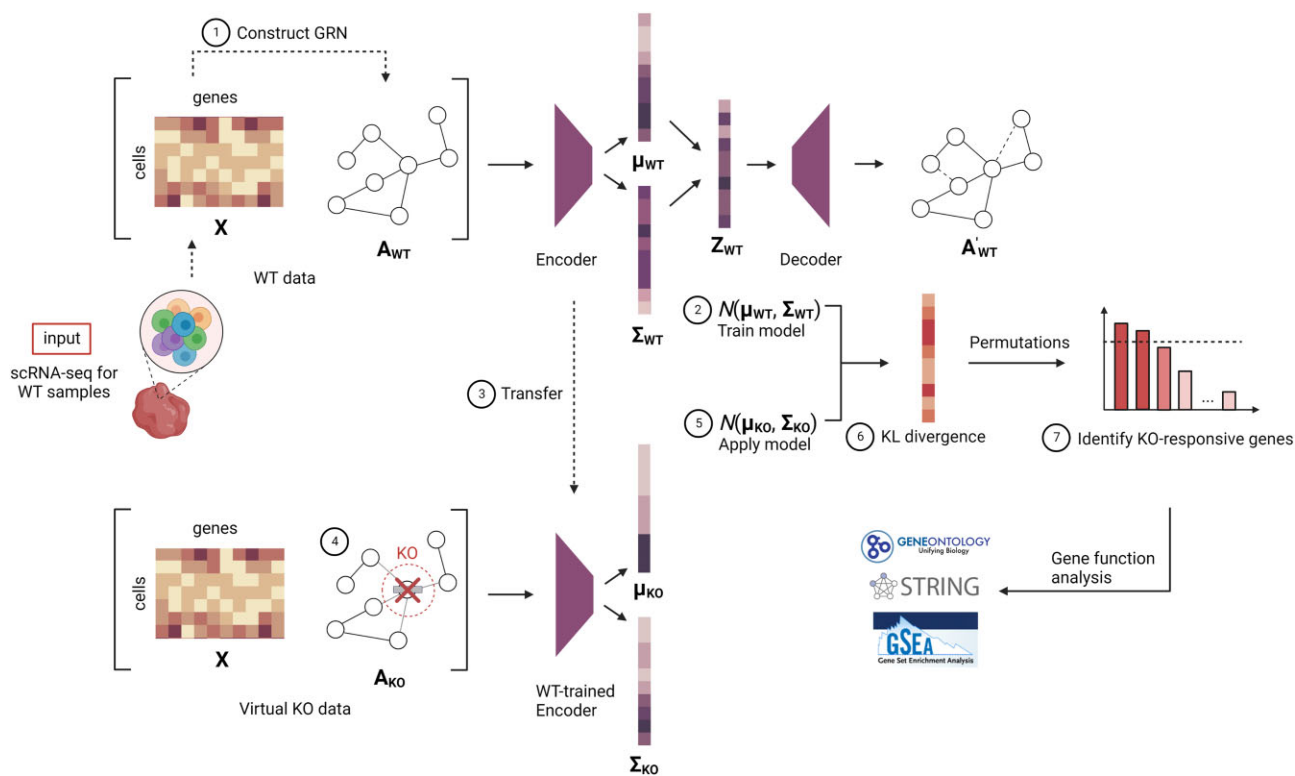 1 Construct GRN
genes
cells
X
A_WT
WT data
input
scRNA-seq for
WT samples
Encoder
μ_WT
Σ_WT
Z_WT
Decoder
A'_WT
2 N(μ_WT, Σ_WT)
Train model
3 Transfer
5 N(μ_KO, Σ_KO)
Apply model
6 KL divergence
Permutations
...
7 Identify KO-responsive genes
genes
cells
X
4
KO
A_KO
Virtual KO data
WT-trained
Encoder
μ_KO
Σ_KO
Gene function
analysis
GENEONTOLOGY
Unifying Biology
STRING
GSEA
Gene Set Enrichment Analysis